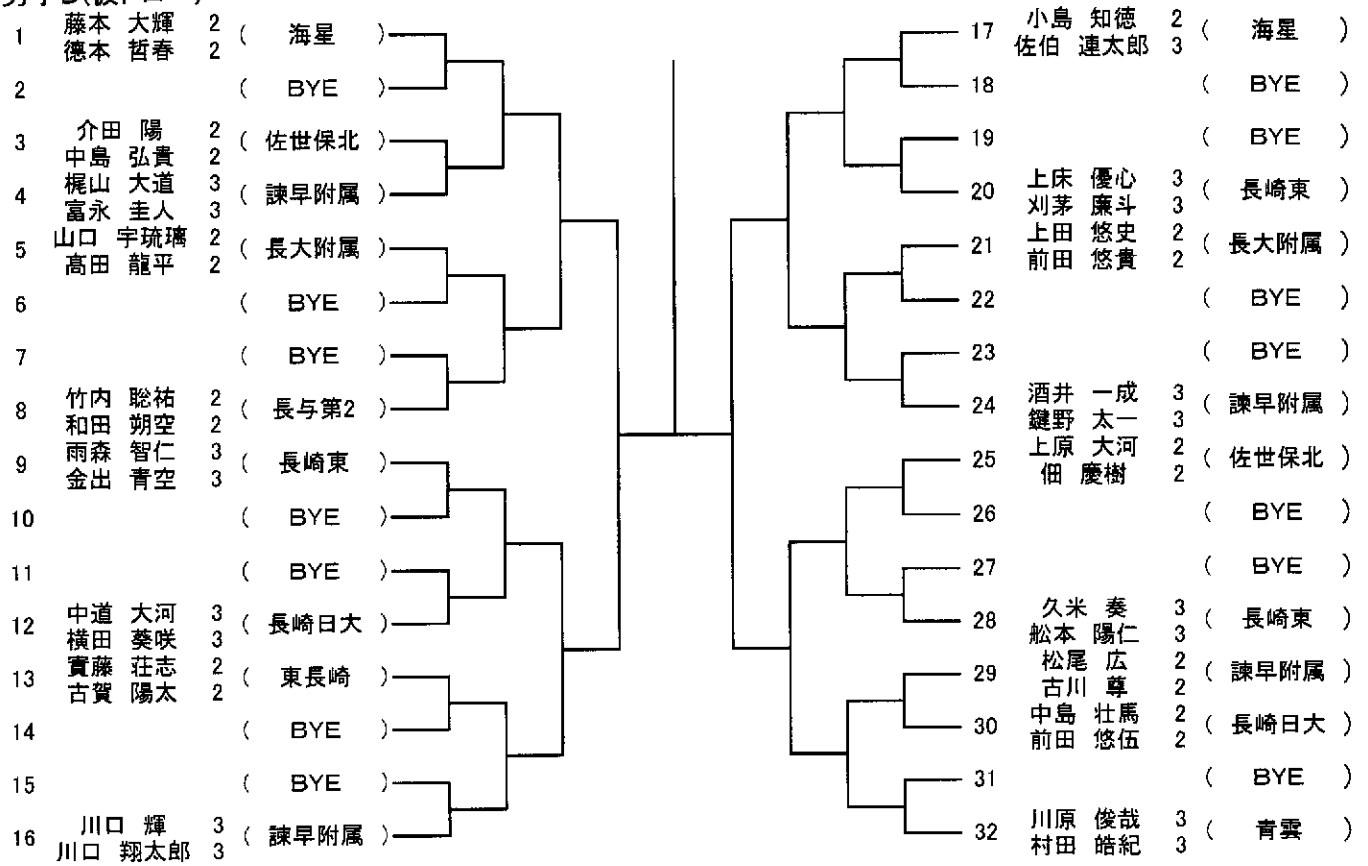 1 藤本 大輝 2 ( 海星 )
德本 哲春 2
2 ( BYE )
3 介田 陽 2 ( 佐世保北 )
中島 弘貴 2
4 梶山 大道 3 ( 諫早附属 )
富永 圭人 3
5 山口 宇琉璃 2 ( 長大附属 )
髙田 龍平 2
6 ( BYE )
7 ( BYE )
8 竹内 聡祐 2 ( 長与第2 )
和田 朔空 2
9 雨森 智仁 3 ( 長崎東 )
金出 青空 3
10 ( BYE )
11 ( BYE )
12 中道 大河 3 ( 長崎日大 )
横田 葵咲 3
13 寳藤 荘志 2 ( 東長崎 )
古賀 陽太 2
14 ( BYE )
15 ( BYE )
16 川口 輝 3 ( 諫早附属 )
川口 翔太郎 3
17 小島 知徳 2 ( 海星 )
佐伯 連太郎 3
18 ( BYE )
19 ( BYE )
20 上床 優心 3 ( 長崎東 )
刈茅 廉斗 3
21 上田 悠史 2 ( 長大附属 )
前田 悠貴 2
22 ( BYE )
23 ( BYE )
24 酒井 一成 3 ( 諫早附属 )
鍵野 太一 3
25 上原 大河 2 ( 佐世保北 )
佃 慶樹 2
26 ( BYE )
27 ( BYE )
28 久米 奏 3 ( 長崎東 )
舩本 陽仁 3
29 松尾 広 2 ( 諫早附属 )
古川 尊 2
30 中島 壮馬 2 ( 長崎日大 )
前田 悠伍 2
31 ( BYE )
32 川原 俊哉 3 ( 青雲 )
村田 皓紀 3